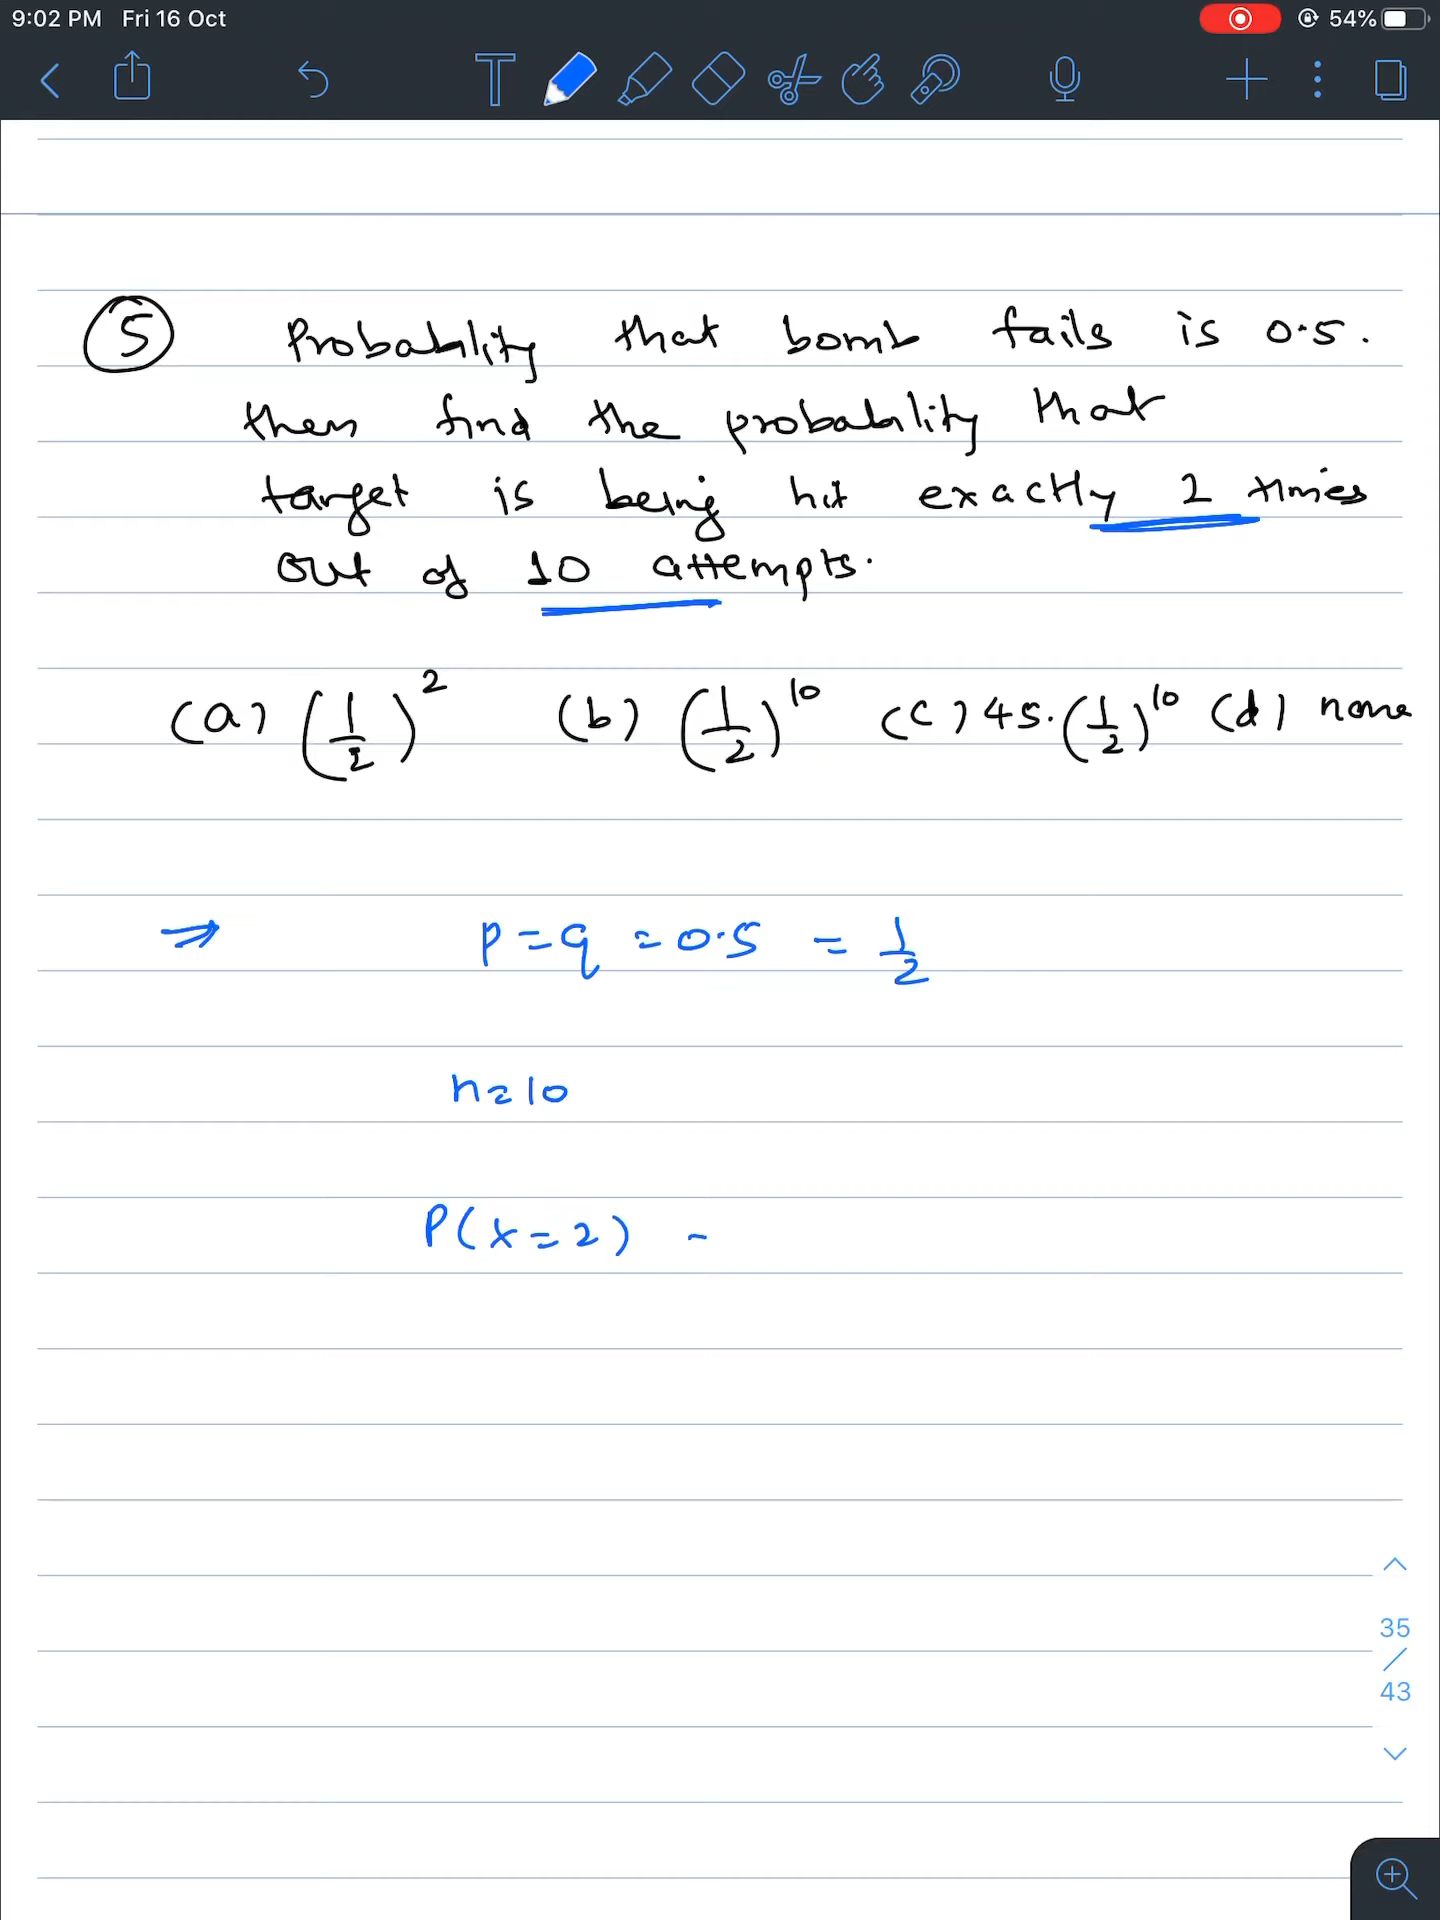 9:02 PM Fri 16 Oct 54%
T
5 Probability that bomb fails is 0.5.
then find the probability that
target is being hit exactly 2 times
out of 10 attempts.
(a) (1/2)^2 (b) (1/2)^10 (c) 45.(1/2)^10 (d) none
⇒ p = q = 0.5 = 1/2
n = 10
P(x = 2) -
35
/
43